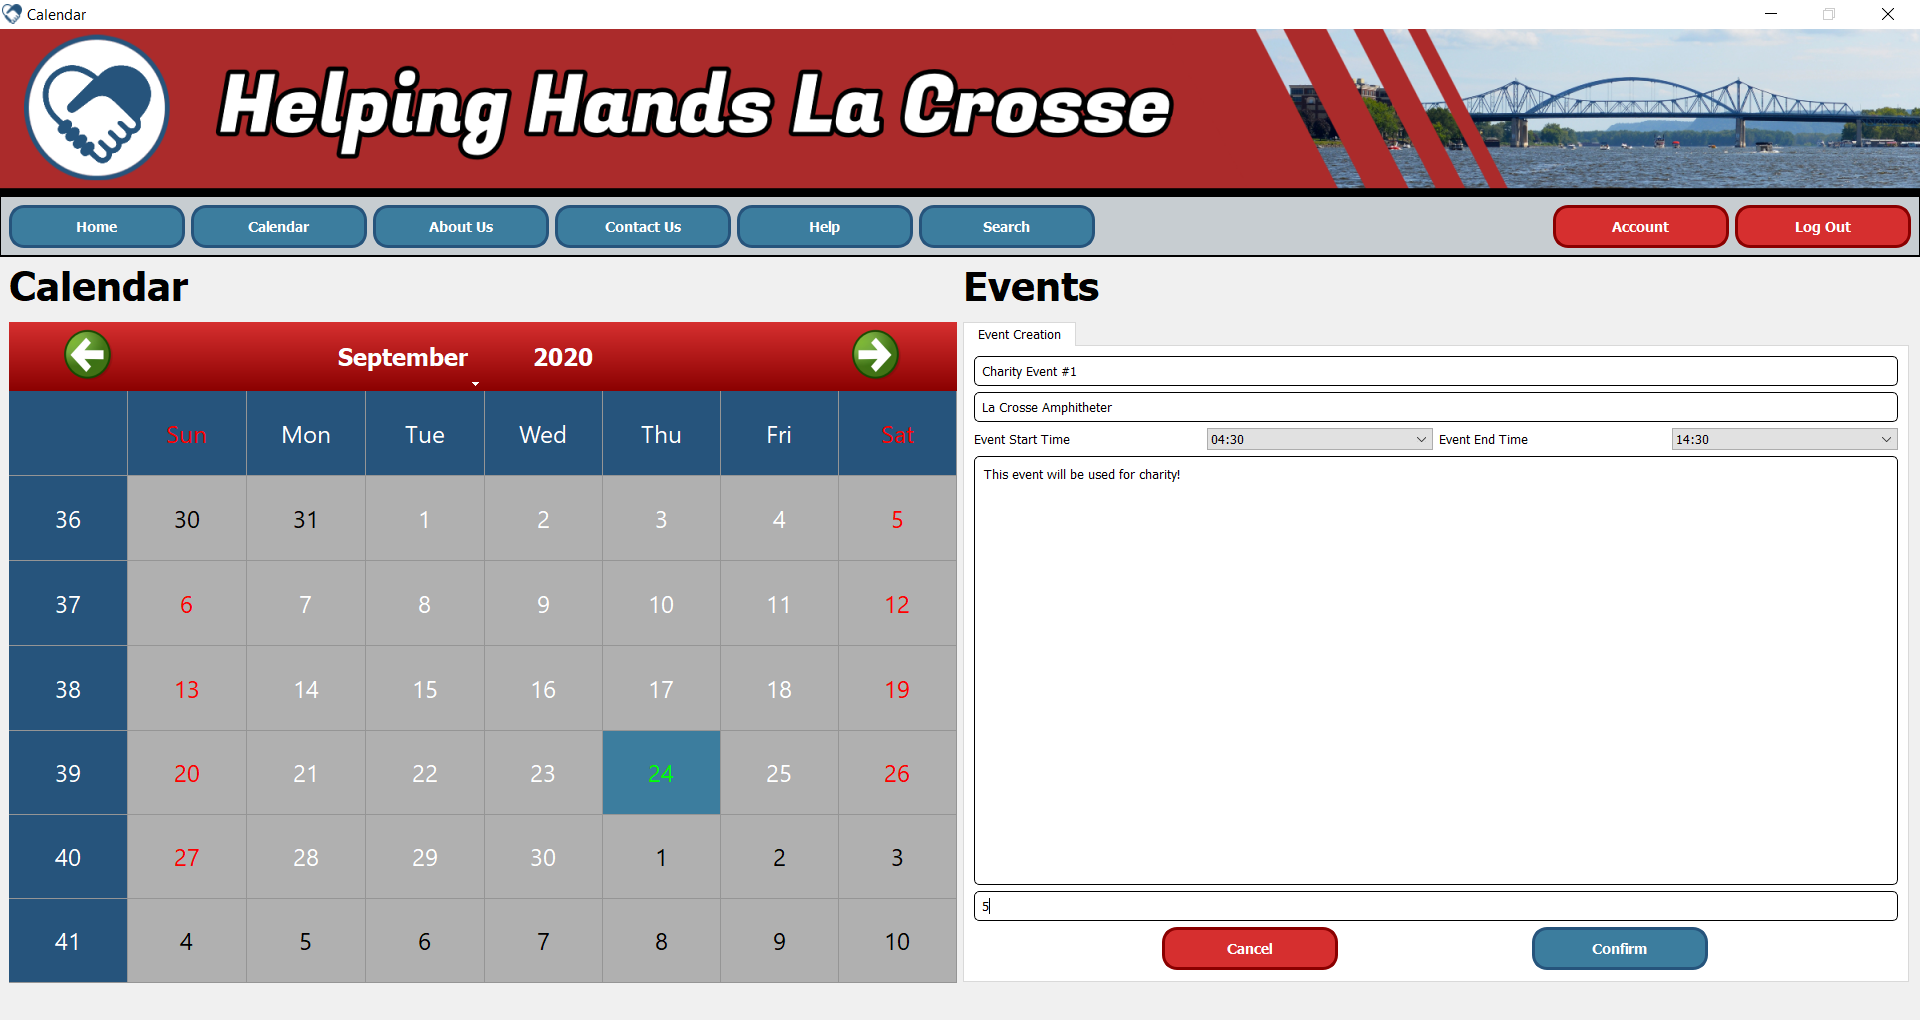 Calendar
Helping Hands La Crosse
Home Calendar About Us Contact Us Help Search Account Log Out
Calendar
September 2020
Sun Mon Tue Wed Thu Fri Sat
36 30 31 1 2 3 4 5
37 6 7 8 9 10 11 12
38 13 14 15 16 17 18 19
39 20 21 22 23 24 25 26
40 27 28 29 30 1 2 3
41 4 5 6 7 8 9 10
Events
Event Creation
Charity Event #1
La Crosse Amphitheter
Event Start Time 04:30 Event End Time 14:30
This event will be used for charity!
5
Cancel Confirm